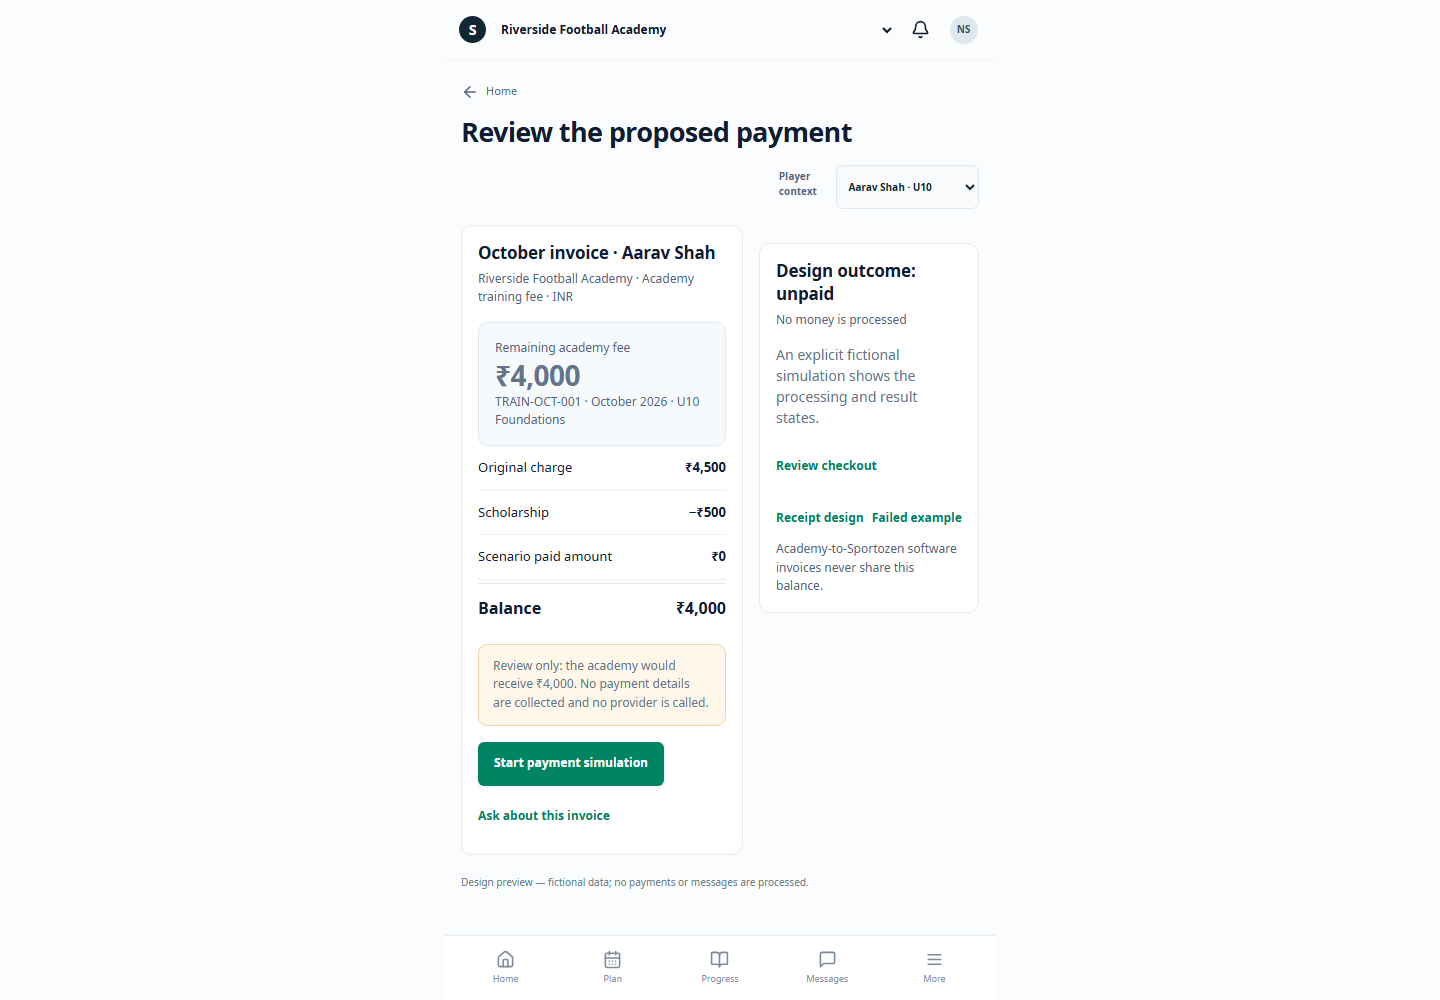 S
Riverside Football Academy
NS
Home
Review the proposed payment
Player
context
Aarav Shah · U10
October invoice · Aarav Shah
Riverside Football Academy · Academy
training fee · INR
Remaining academy fee
₹4,000
TRAIN-OCT-001 · October 2026 · U10
Foundations
Original charge ₹4,500
Scholarship −₹500
Scenario paid amount ₹0
Balance ₹4,000
Review only: the academy would
receive ₹4,000. No payment details
are collected and no provider is called.
Start payment simulation
Ask about this invoice
Design outcome:
unpaid
No money is processed
An explicit fictional
simulation shows the
processing and result
states.
Review checkout
Receipt design Failed example
Academy-to-Sportozen software
invoices never share this
balance.
Design preview — fictional data; no payments or messages are processed.
Home
Plan
Progress
Messages
More